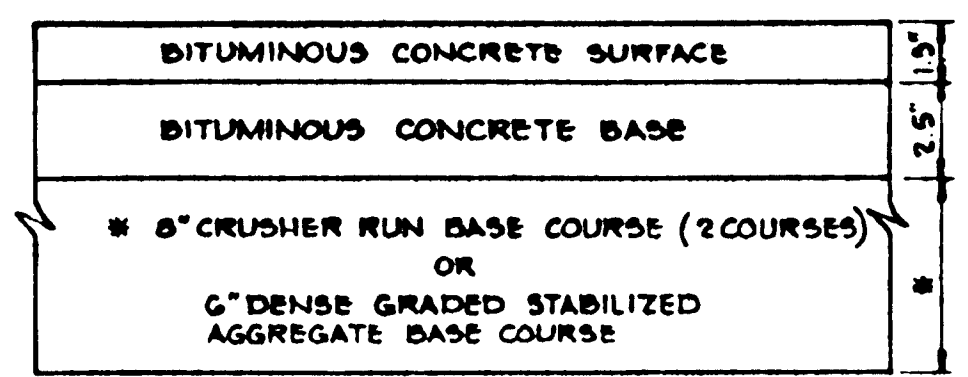 BITUMINOUS CONCRETE SURFACE
1.5"
BITUMINOUS CONCRETE BASE
2.5"
* 8" CRUSHER RUN BASE COURSE (2 COURSES)
OR
6" DENSE GRADED STABILIZED
AGGREGATE BASE COURSE
*